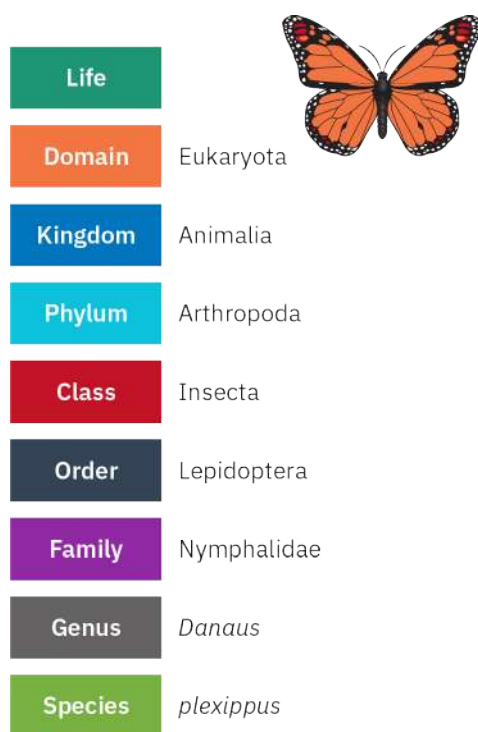 Life
Domain Eukaryota
Kingdom Animalia
Phylum Arthropoda
Class Insecta
Order Lepidoptera
Family Nymphalidae
Genus Danaus
Species plexippus